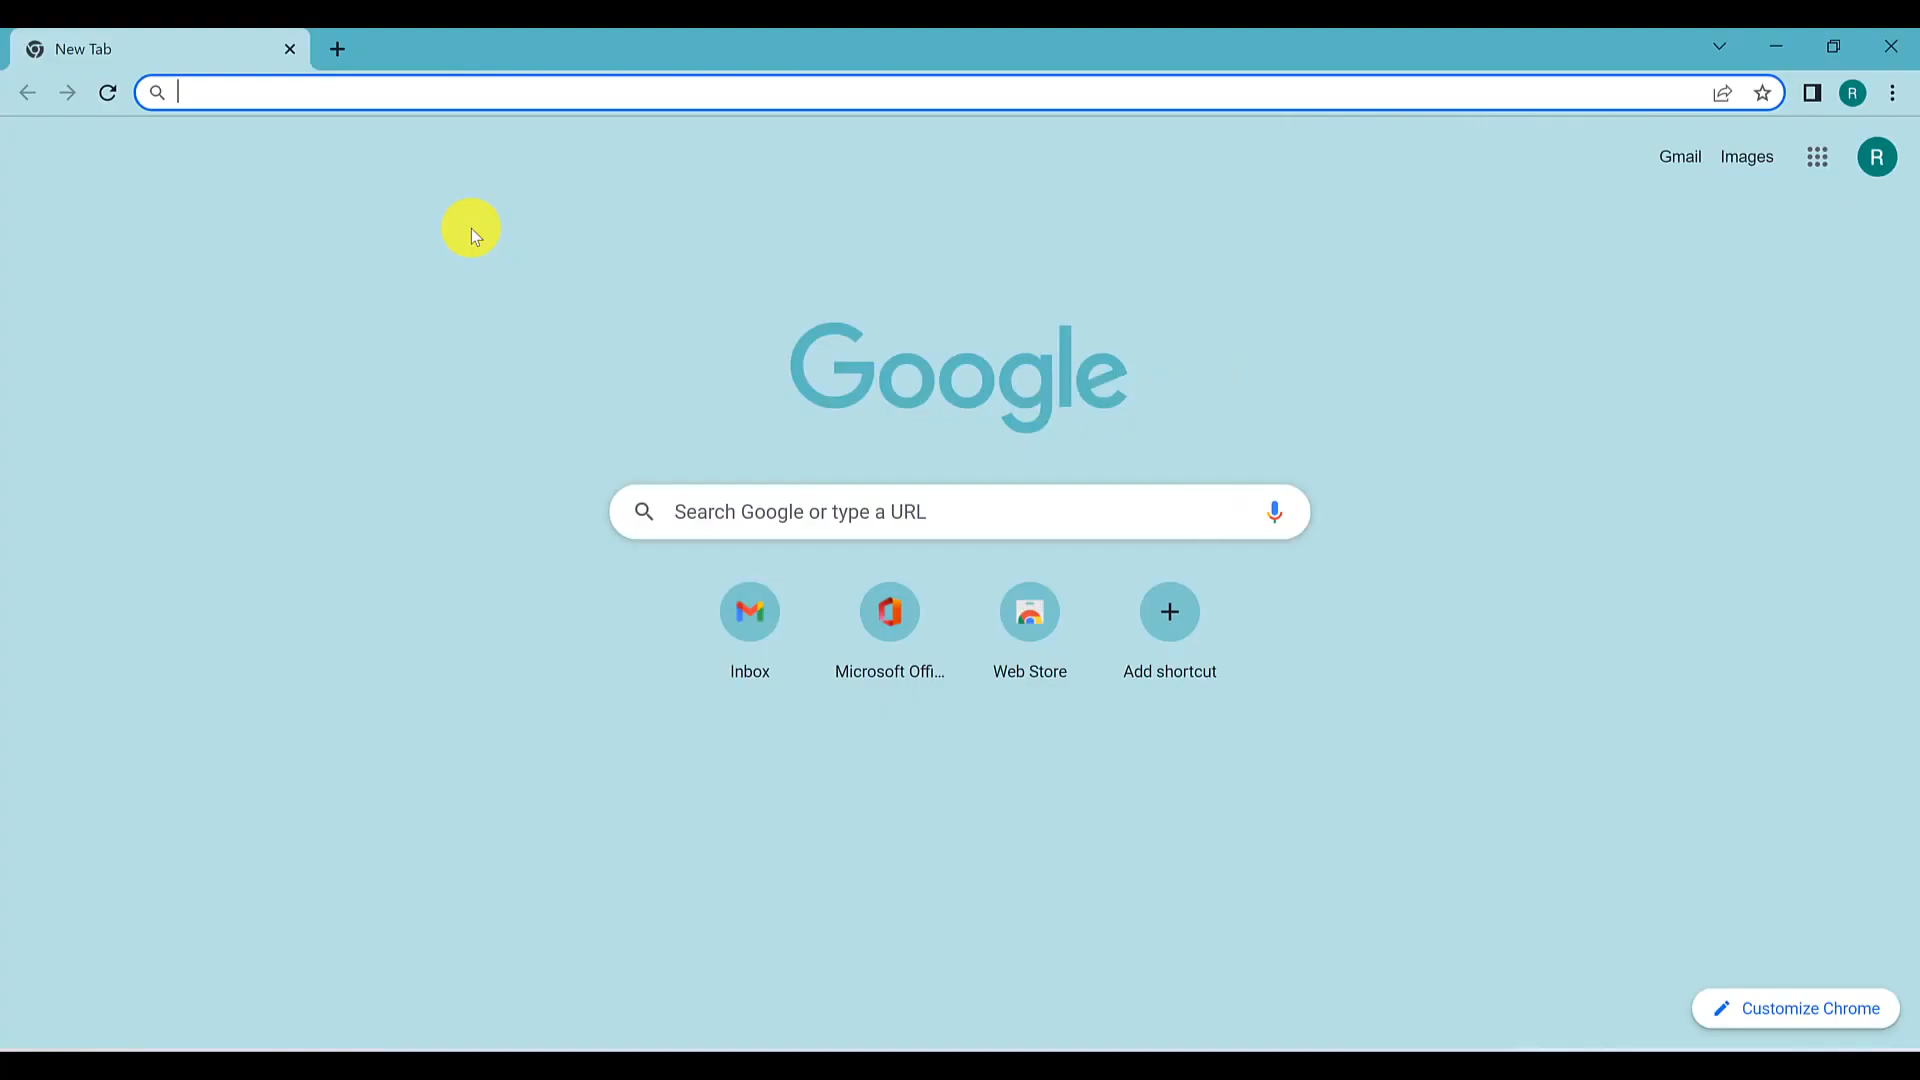 New Tab
R
Gmail
Images
R
Google
Search Google or type a URL
Inbox
Microsoft Offi...
Web Store
Add shortcut
Customize Chrome